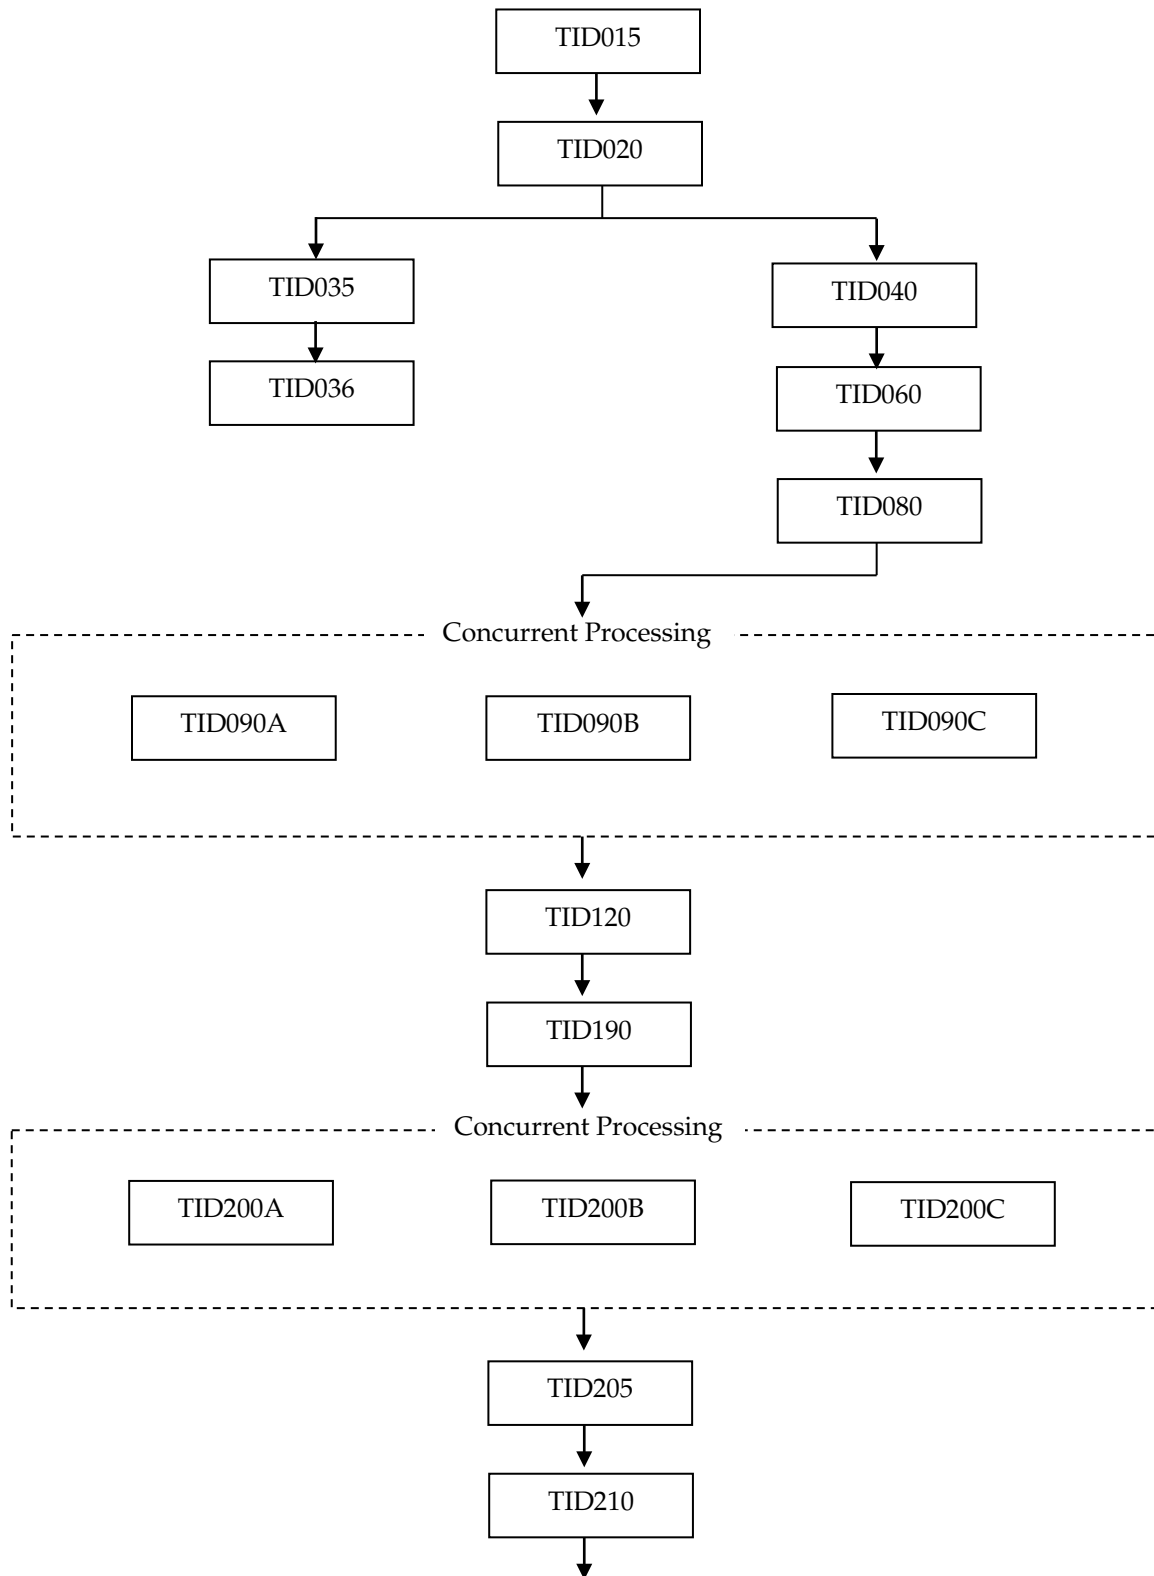 TID015
TID020
TID035
TID040
TID036
TID060
TID080
Concurrent Processing
TID090A
TID090B
TID090C
TID120
TID190
Concurrent Processing
TID200A
TID200B
TID200C
TID205
TID210